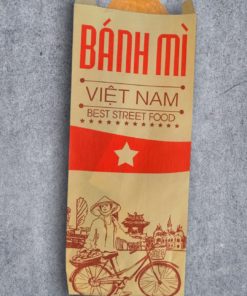 BÁNH MÌ
VIỆT NAM
BEST STREET FOOD